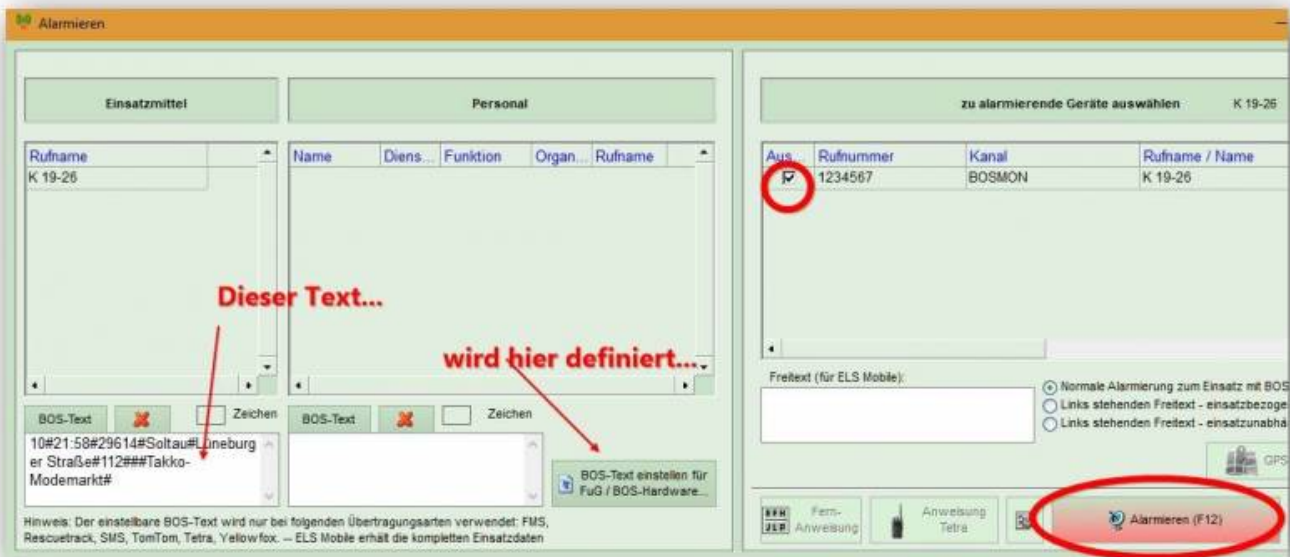 Alarmieren
Einsatzmittel
Personal
zu alarmierende Geräte auswählen K 19-26
Rufname
K 19-26
Name Diens... Funktion Organ... Rufname
Aus... Rufnummer Kanal Rufname / Name
1234567 BOSMON K 19-26
Dieser Text...
wird hier definiert...
BOS-Text Zeichen
10#21:58#29614#Soltau#Lüneburg
er Straße#112###Takko-
Modemarkt#
BOS-Text Zeichen
BOS-Text einstellen für
FuG / BOS-Hardware...
Hinweis: Der einstellbare BOS-Text wird nur bei folgenden Übertragungsarten verwendet: FMS,
Rescuetrack, SMS, TomTom, Tetra, Yellowfox. -- ELS Mobile erhält die kompletten Einsatzdaten
Freitext (für ELS Mobile):
Normale Alarmierung zum Einsatz mit BOS
Links stehenden Freitext - einsatzbezoge
Links stehenden Freitext - einsatzunabhä
GPS
Fern-
Anweisung
Anweisung
Tetra
Alarmieren (F12)